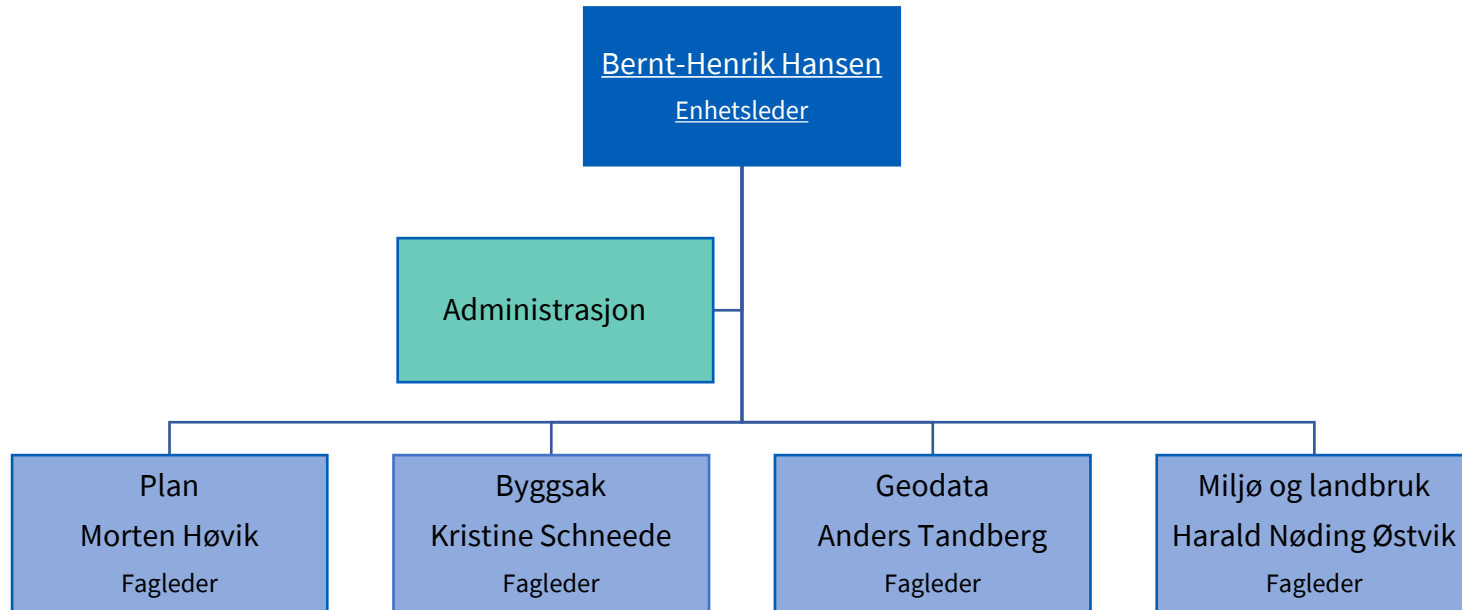 Bernt-Henrik Hansen
Enhetsleder
Administrasjon
Plan
Morten Høvik
Fagleder
Byggsak
Kristine Schneede
Fagleder
Geodata
Anders Tandberg
Fagleder
Miljø og landbruk
Harald Nøding Østvik
Fagleder